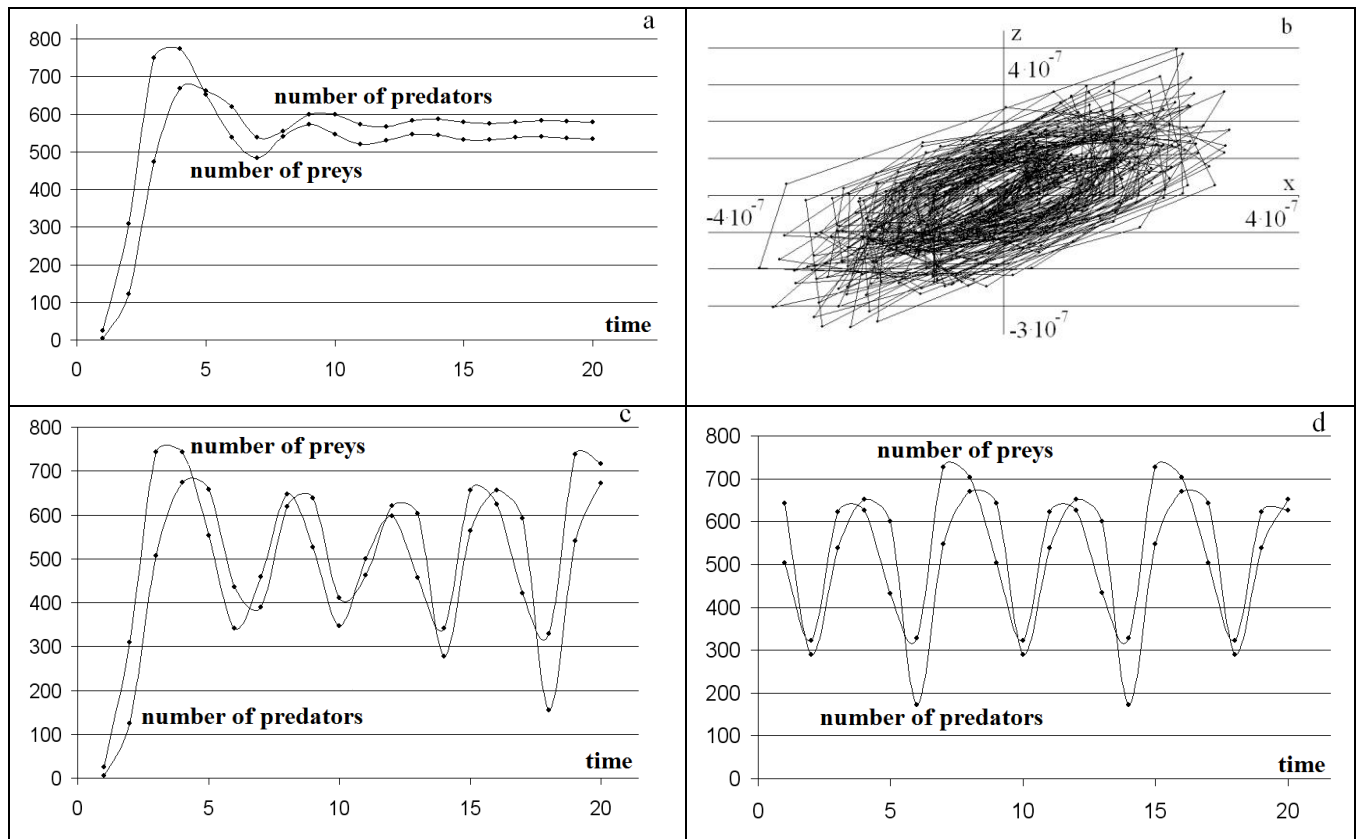 a
800
700
600
500
400
300
200
100
0
number of predators
number of preys
time
0 5 10 15 20
b
z
4·10⁻⁷
x
-4·10⁻⁷
4·10⁻⁷
-3·10⁻⁷
c
800
700
600
500
400
300
200
100
0
number of preys
number of predators
time
0 5 10 15 20
d
800
700
600
500
400
300
200
100
0
number of preys
number of predators
time
0 5 10 15 20